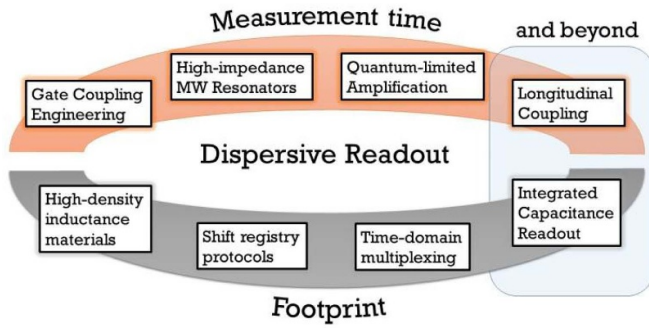 Measurement time
and beyond
Gate Coupling
Engineering
High-impedance
MW Resonators
Quantum-limited
Amplification
Longitudinal
Coupling
Dispersive Readout
High-density
inductance
materials
Shift registry
protocols
Time-domain
multiplexing
Integrated
Capacitance
Readout
Footprint